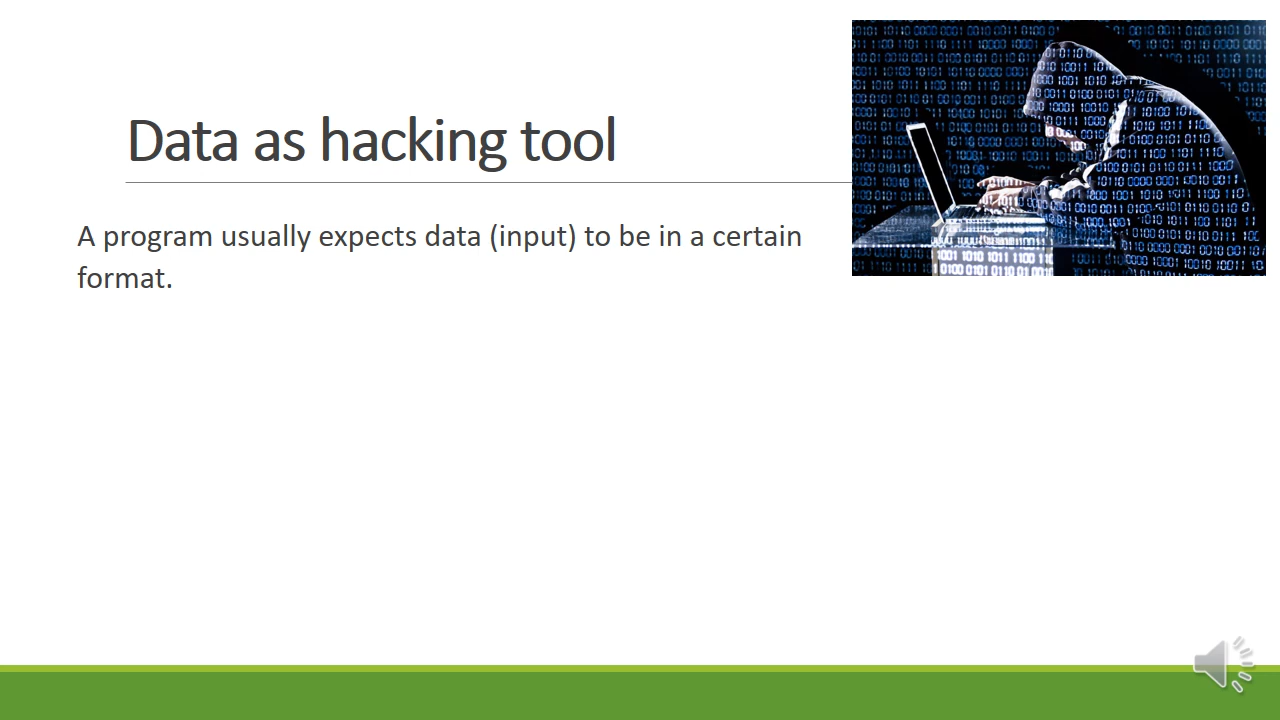 Data as hacking tool
A program usually expects data (input) to be in a certain
format.